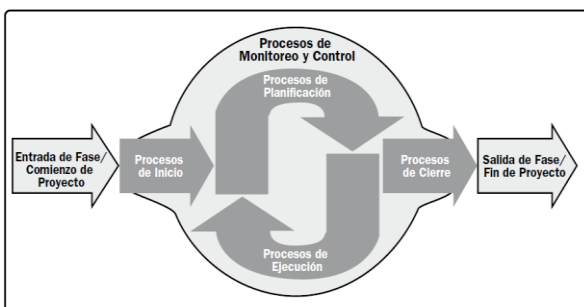 Procesos de
Monitoreo y Control
Procesos de
Planificación
Entrada de Fase/
Comienzo de
Proyecto
Procesos
de Inicio
Procesos
de Cierre
Salida de Fase/
Fin de Proyecto
Procesos de
Ejecución